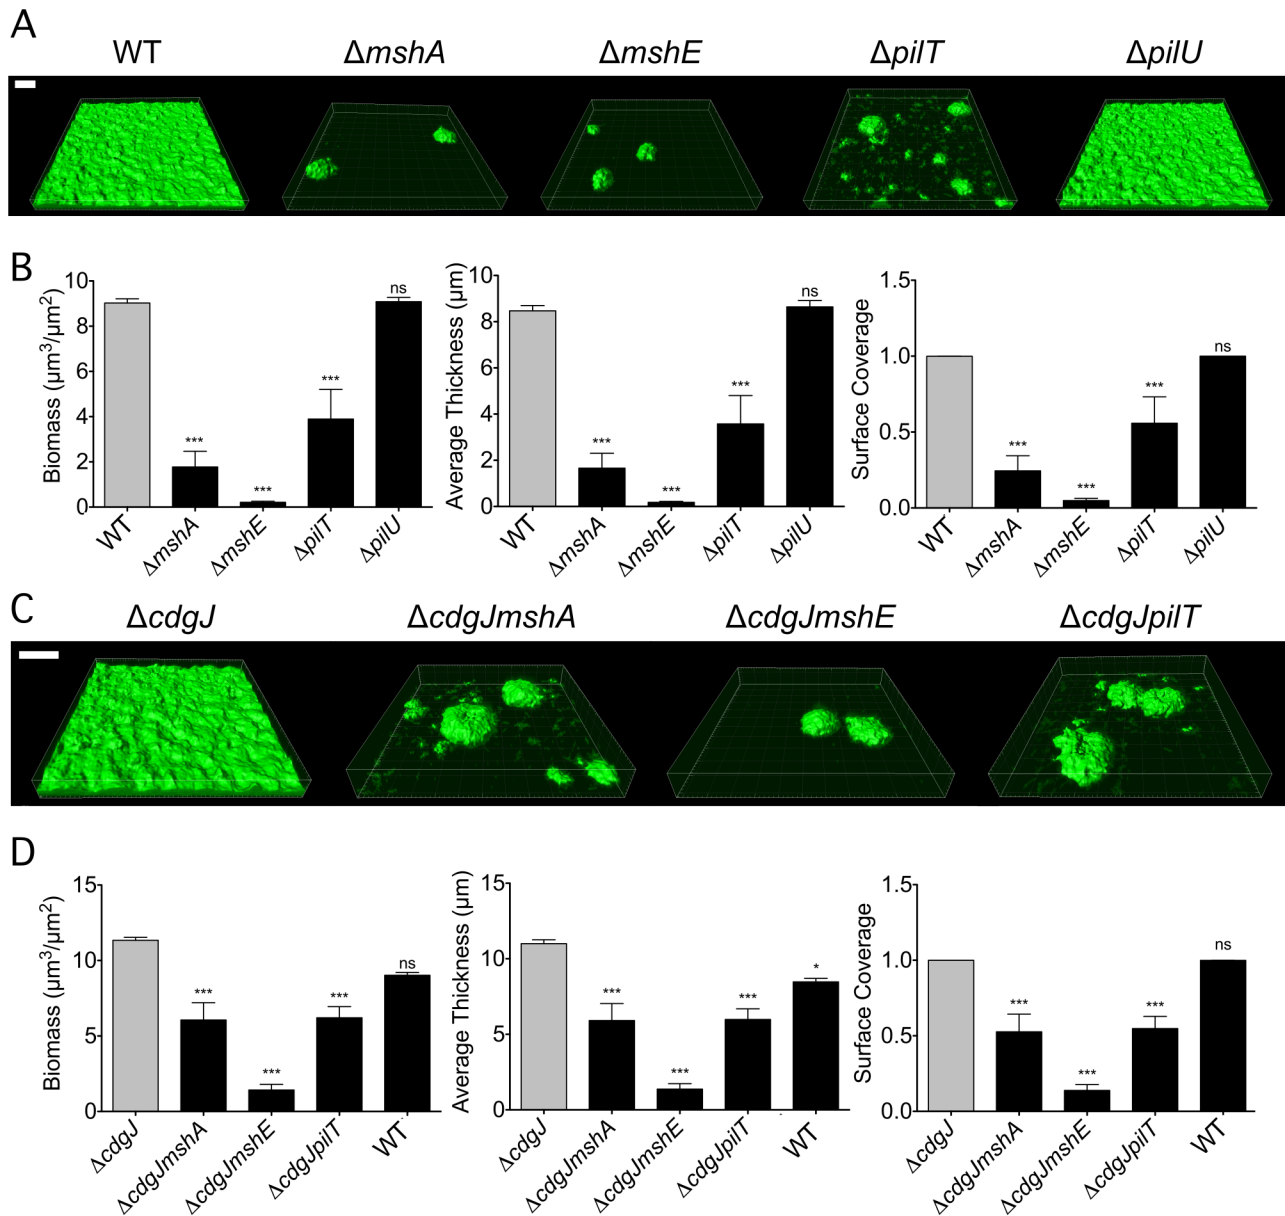 A
WT ΔmshA ΔmshE ΔpilT ΔpilU
B
Biomass (µm³/µm²)
10
8
6
4
2
0
*** *** *** ns
WT ΔmshA ΔmshE ΔpilT ΔpilU
Average Thickness (µm)
10
8
6
4
2
0
*** *** *** ns
WT ΔmshA ΔmshE ΔpilT ΔpilU
Surface Coverage
1.5
1.0
0.5
0.0
*** *** *** ns
WT ΔmshA ΔmshE ΔpilT ΔpilU
C
ΔcdgJ ΔcdgJmshA ΔcdgJmshE ΔcdgJpilT
D
Biomass (µm³/µm²)
15
10
5
0
*** *** *** ns
ΔcdgJ ΔcdgJmshA ΔcdgJmshE ΔcdgJpilT WT
Average Thickness (µm)
15
10
5
0
*** *** *** *
ΔcdgJ ΔcdgJmshA ΔcdgJmshE ΔcdgJpilT WT
Surface Coverage
1.5
1.0
0.5
0.0
*** *** *** ns
ΔcdgJ ΔcdgJmshA ΔcdgJmshE ΔcdgJpilT WT